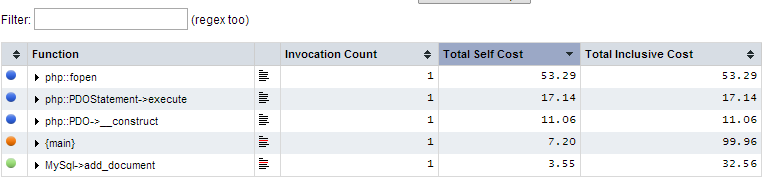 Filter: (regex too)
Function Invocation Count Total Self Cost Total Inclusive Cost
php::fopen 1 53.29 53.29
php::PDOStatement->execute 1 17.14 17.14
php::PDO->__construct 1 11.06 11.06
{main} 1 7.20 99.96
MySql->add_document 1 3.55 32.56